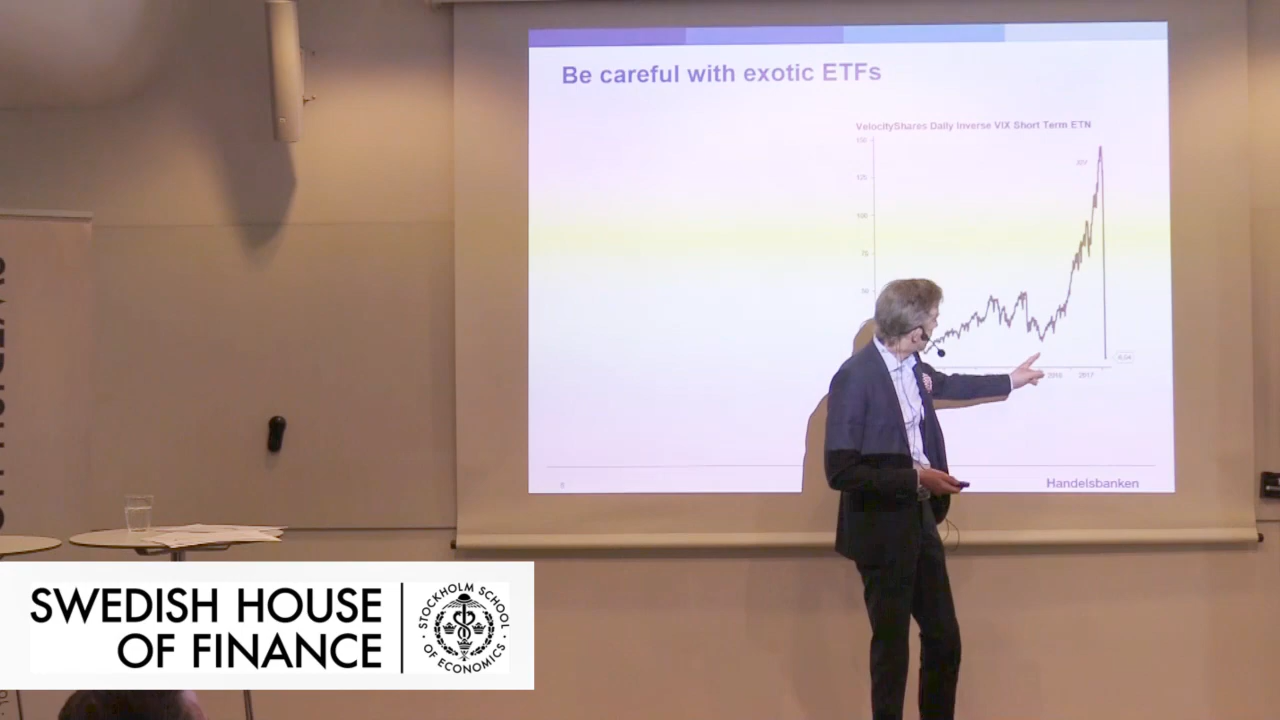 Be careful with exotic ETFs
VelocityShares Daily Inverse VIX Short Term ETN
150
125
100
75
50
2016
2017
Handelsbanken
SWEDISH HOUSE
OF FINANCE
STOCKHOLM SCHOOL
OF ECONOMICS